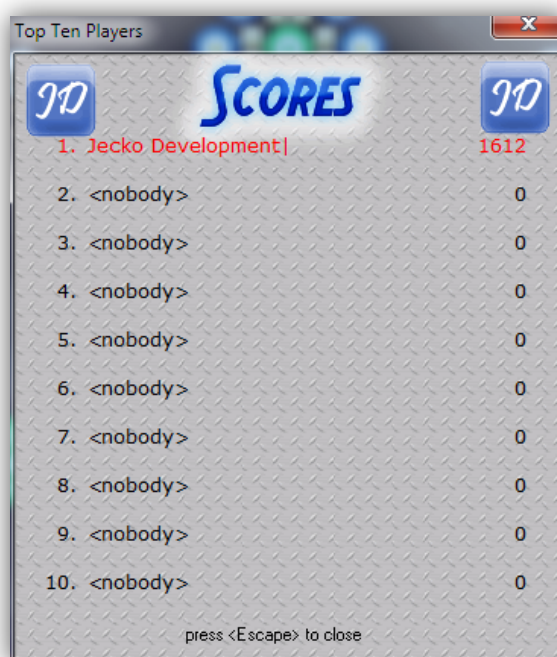 Top Ten Players
x
JD SCORES JD
1. Jecko Development| 1612
2. <nobody> 0
3. <nobody> 0
4. <nobody> 0
5. <nobody> 0
6. <nobody> 0
7. <nobody> 0
8. <nobody> 0
9. <nobody> 0
10. <nobody> 0
press <Escape> to close